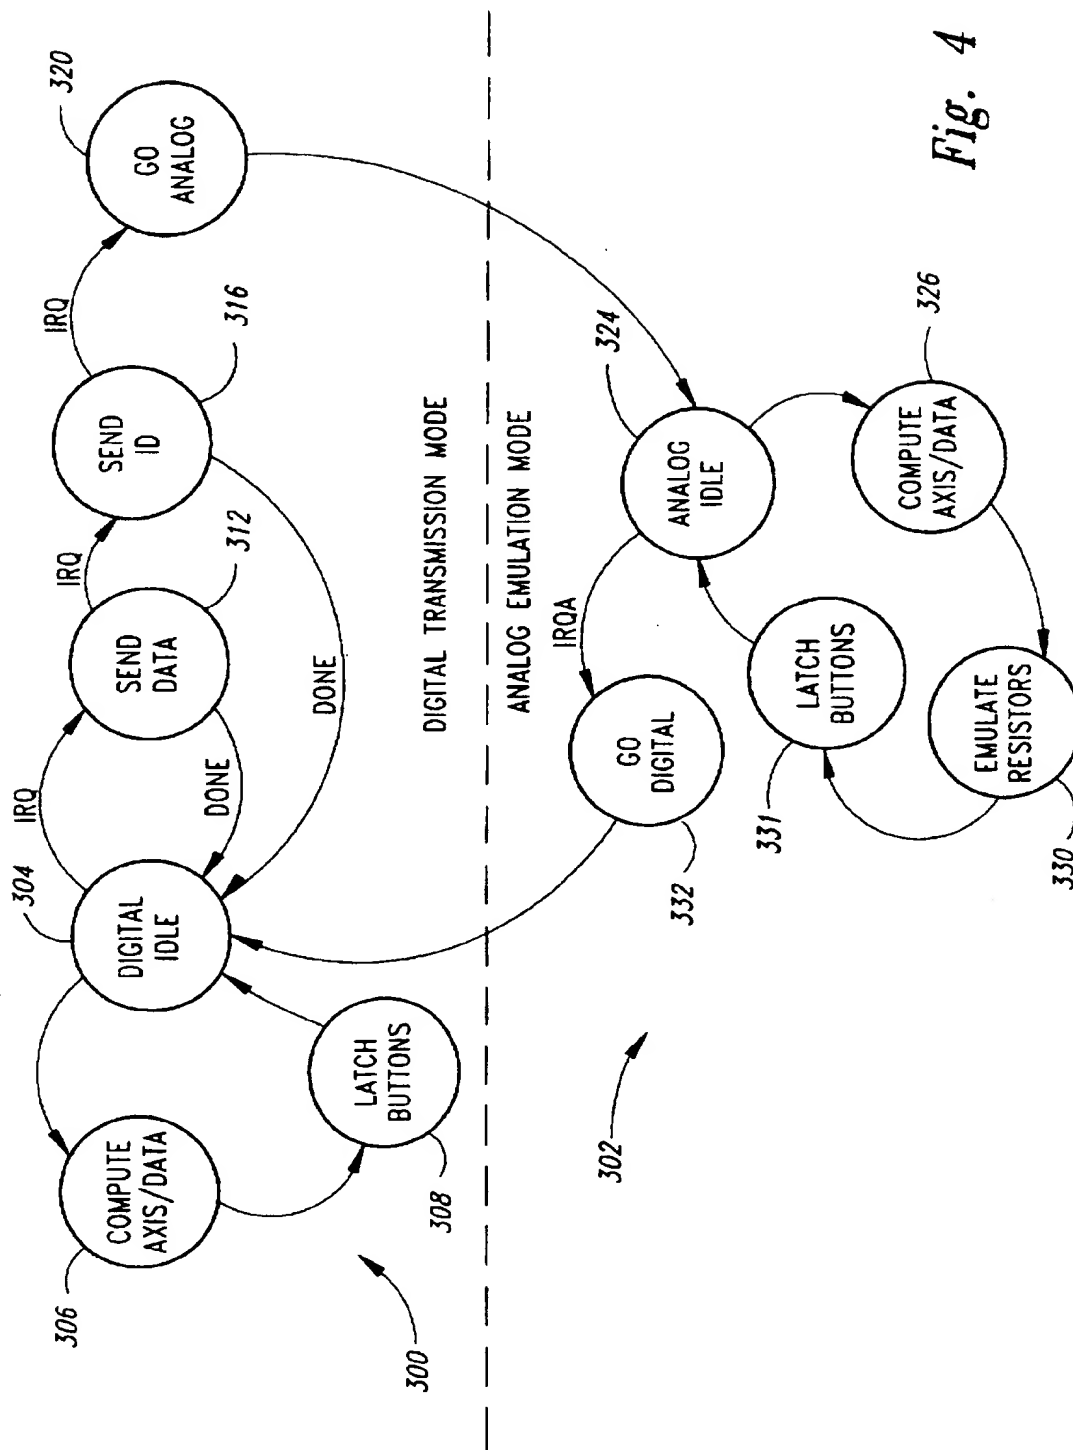 306
COMPUTE
AXIS/DATA
304
DIGITAL
IDLE
IRQ
SEND
DATA
312
IRQ
SEND
ID
316
IRQ
GO
ANALOG
320
DONE
DONE
LATCH
BUTTONS
308
300
DIGITAL TRANSMISSION MODE
ANALOG EMULATION MODE
302
332
GO
DIGITAL
IRQA
ANALOG
IDLE
324
331
LATCH
BUTTONS
COMPUTE
AXIS/DATA
326
330
EMULATE
RESISTORS
Fig. 4